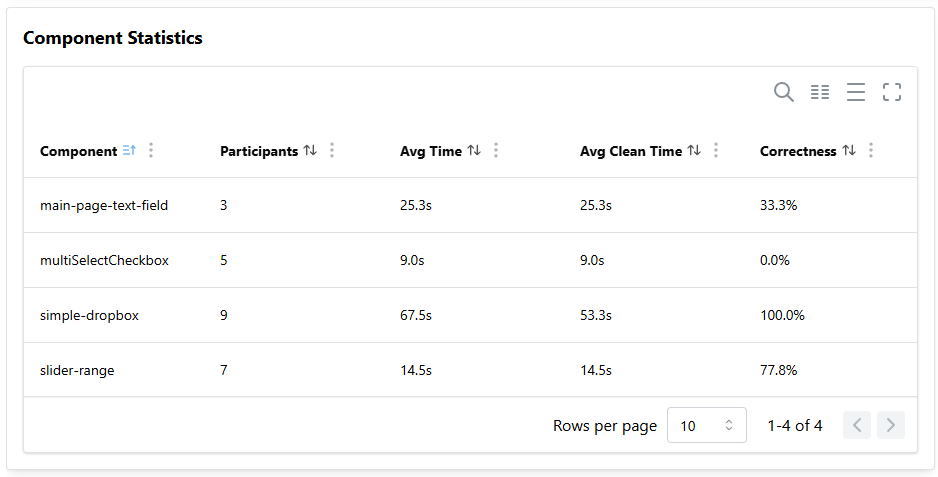 Component Statistics
Component Participants Avg Time Avg Clean Time Correctness
main-page-text-field 3 25.3s 25.3s 33.3%
multiSelectCheckbox 5 9.0s 9.0s 0.0%
simple-dropbox 9 67.5s 53.3s 100.0%
slider-range 7 14.5s 14.5s 77.8%
Rows per page 10 1-4 of 4